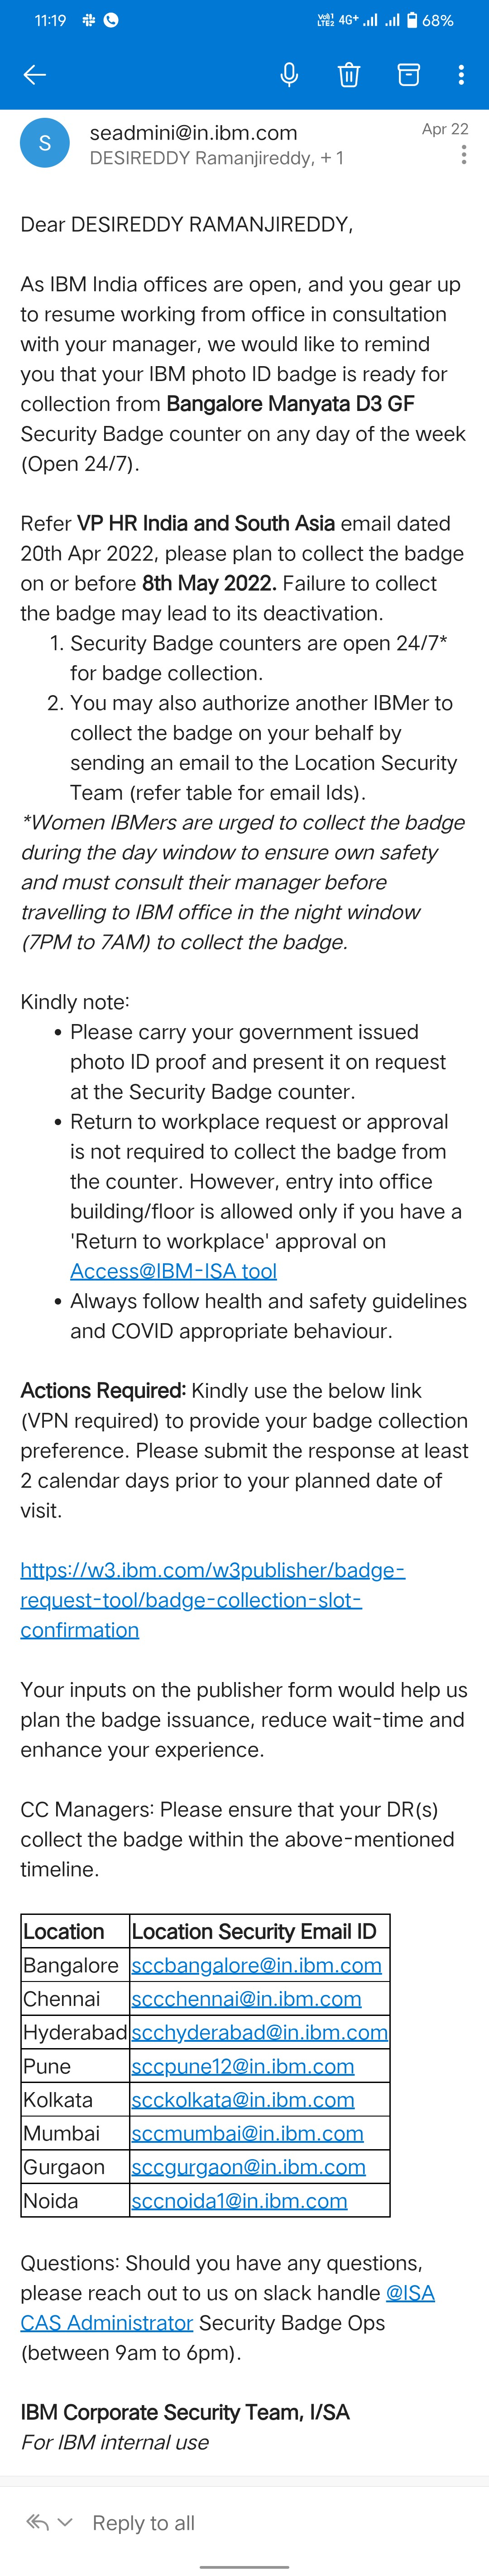 11:19
Vo)) 1 LTE2 4G+ 68%
seadmini@in.ibm.com
Apr 22
S
DESIREDDY Ramanjireddy, + 1
Dear DESIREDDY RAMANJIREDDY,
As IBM India offices are open, and you gear up
to resume working from office in consultation
with your manager, we would like to remind
you that your IBM photo ID badge is ready for
collection from Bangalore Manyata D3 GF
Security Badge counter on any day of the week
(Open 24/7).
Refer VP HR India and South Asia email dated
20th Apr 2022, please plan to collect the badge
on or before 8th May 2022. Failure to collect
the badge may lead to its deactivation.
1. Security Badge counters are open 24/7*
for badge collection.
2. You may also authorize another IBMer to
collect the badge on your behalf by
sending an email to the Location Security
Team (refer table for email Ids).
*Women IBMers are urged to collect the badge
during the day window to ensure own safety
and must consult their manager before
travelling to IBM office in the night window
(7PM to 7AM) to collect the badge.
Kindly note:
• Please carry your government issued
photo ID proof and present it on request
at the Security Badge counter.
• Return to workplace request or approval
is not required to collect the badge from
the counter. However, entry into office
building/floor is allowed only if you have a
'Return to workplace' approval on
Access@IBM-ISA tool
• Always follow health and safety guidelines
and COVID appropriate behaviour.
Actions Required: Kindly use the below link
(VPN required) to provide your badge collection
preference. Please submit the response at least
2 calendar days prior to your planned date of
visit.
https://w3.ibm.com/w3publisher/badge-
request-tool/badge-collection-slot-
confirmation
Your inputs on the publisher form would help us
plan the badge issuance, reduce wait-time and
enhance your experience.
CC Managers: Please ensure that your DR(s)
collect the badge within the above-mentioned
timeline.
Location Location Security Email ID
Bangalore sccbangalore@in.ibm.com
Chennai sccchennai@in.ibm.com
Hyderabad scchyderabad@in.ibm.com
Pune sccpune12@in.ibm.com
Kolkata scckolkata@in.ibm.com
Mumbai sccmumbai@in.ibm.com
Gurgaon sccgurgaon@in.ibm.com
Noida sccnoida1@in.ibm.com
Questions: Should you have any questions,
please reach out to us on slack handle @ISA
CAS Administrator Security Badge Ops
(between 9am to 6pm).
IBM Corporate Security Team, I/SA
For IBM internal use
Reply to all